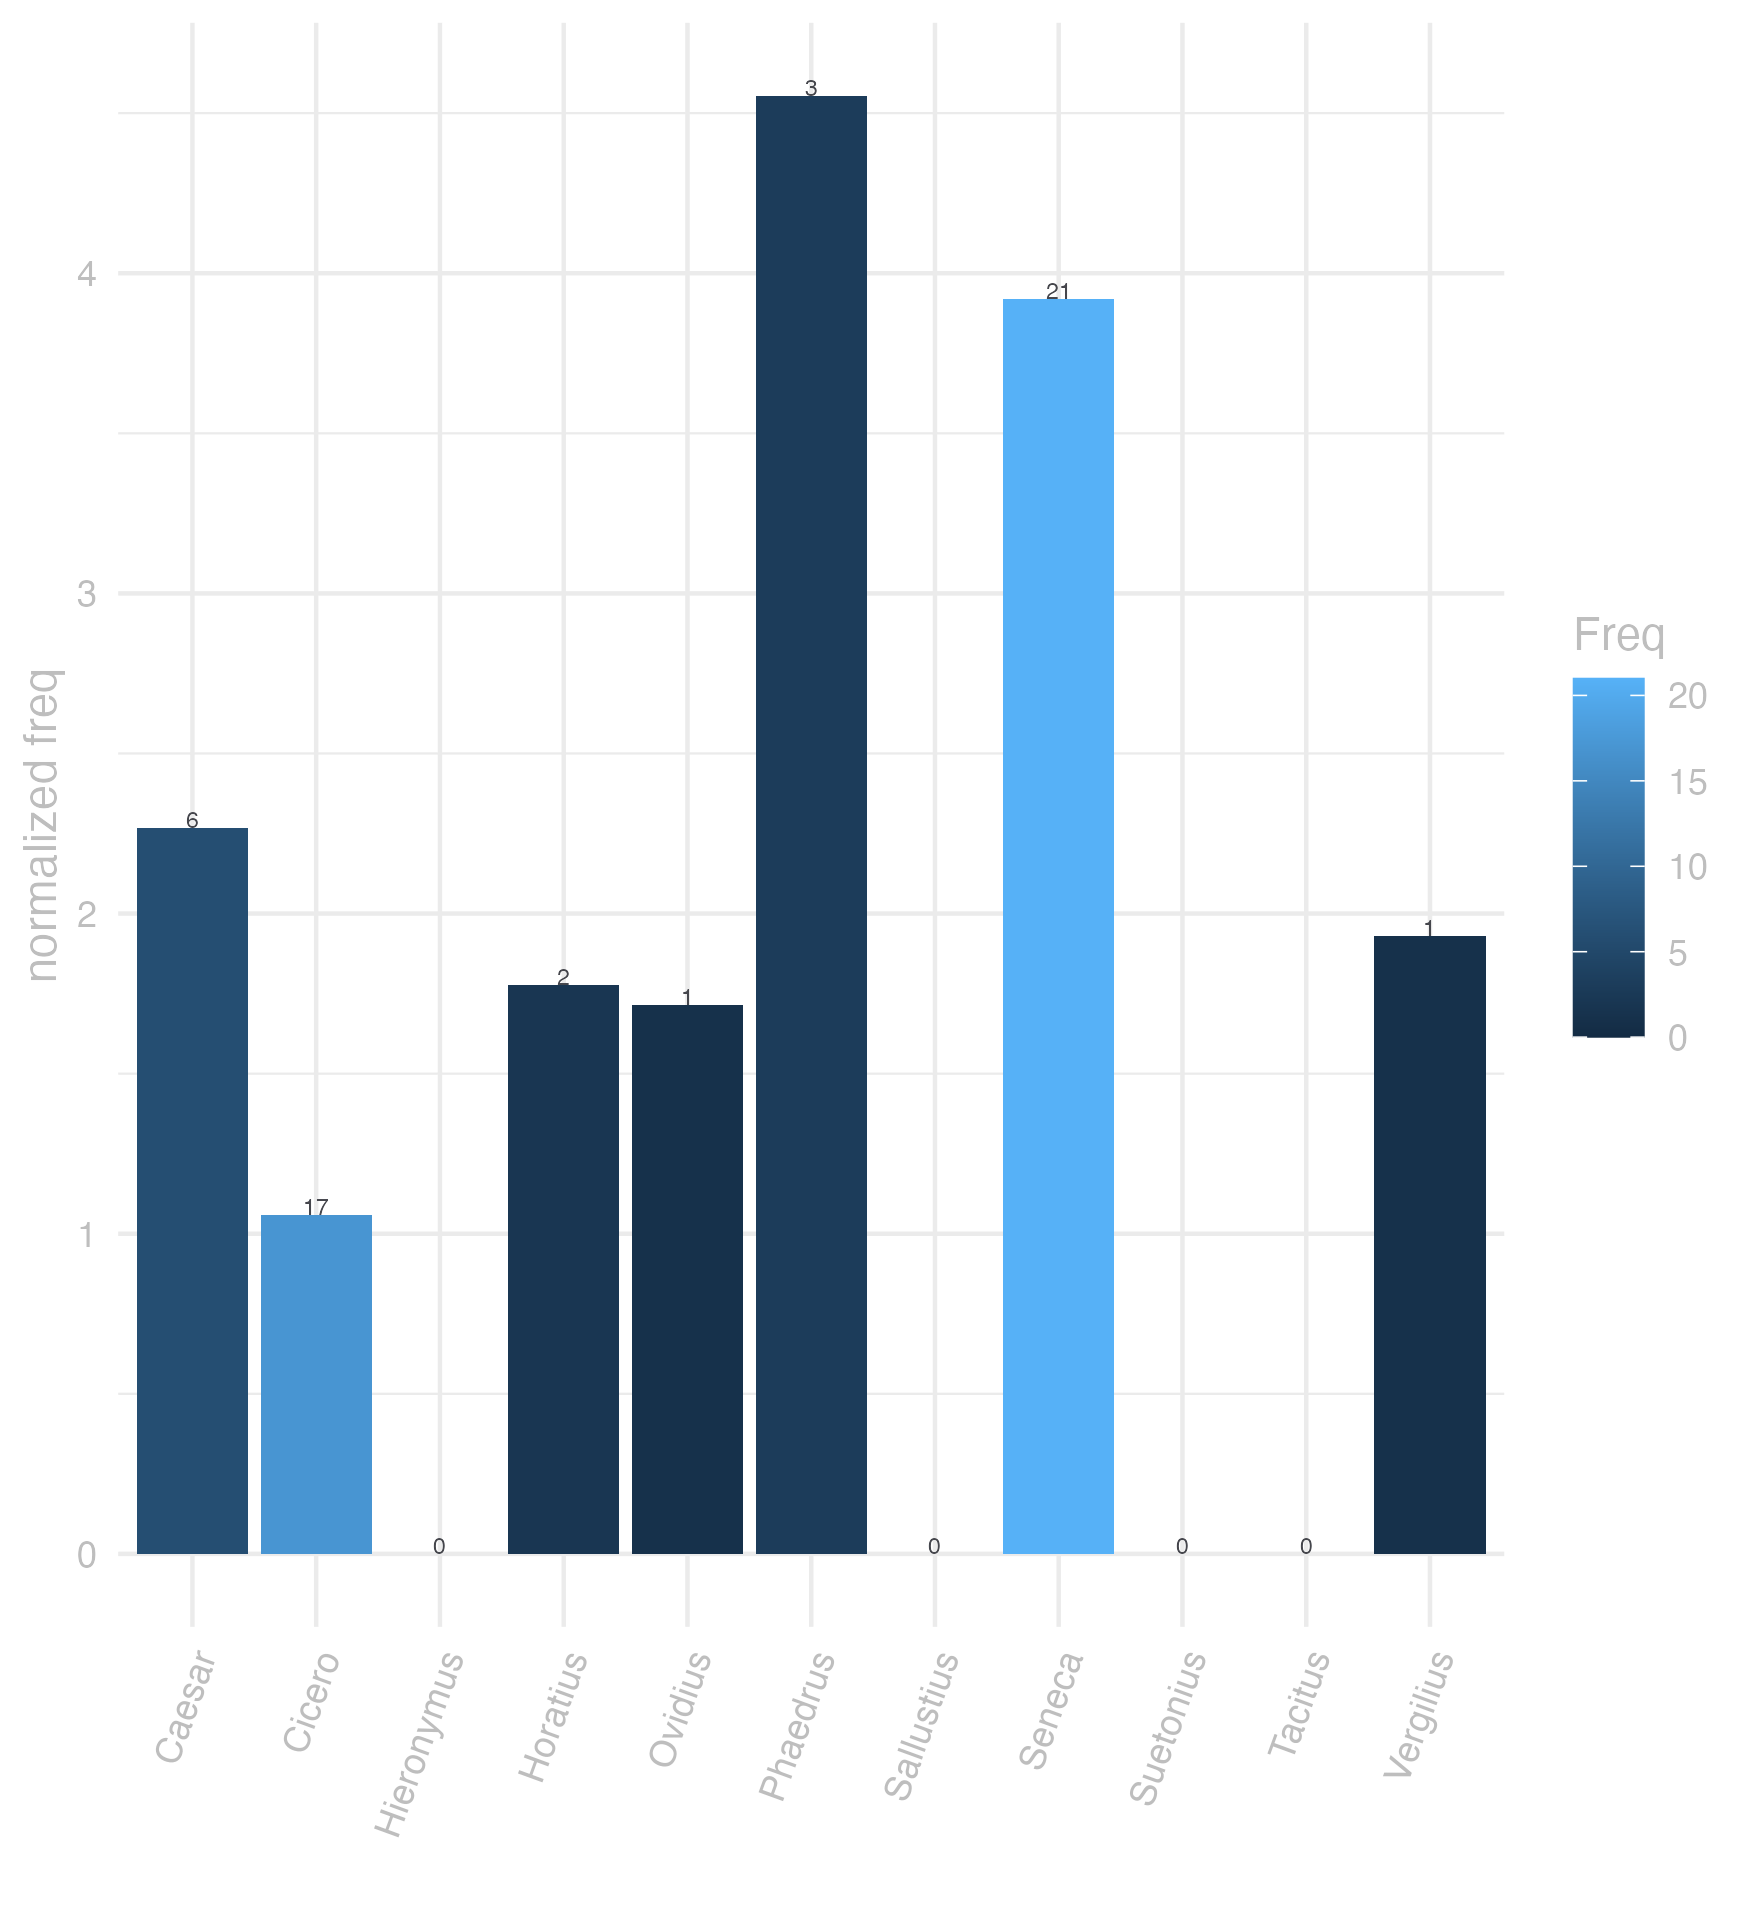 3
4
21
3
Freq
20
normalized freq
15
6
10
2
1
5
2
1
0
17
1
0
0
0
0
0
Caesar
Cicero
Hieronymus
Horatius
Ovidius
Phaedrus
Sallustius
Seneca
Suetonius
Tacitus
Vergilius